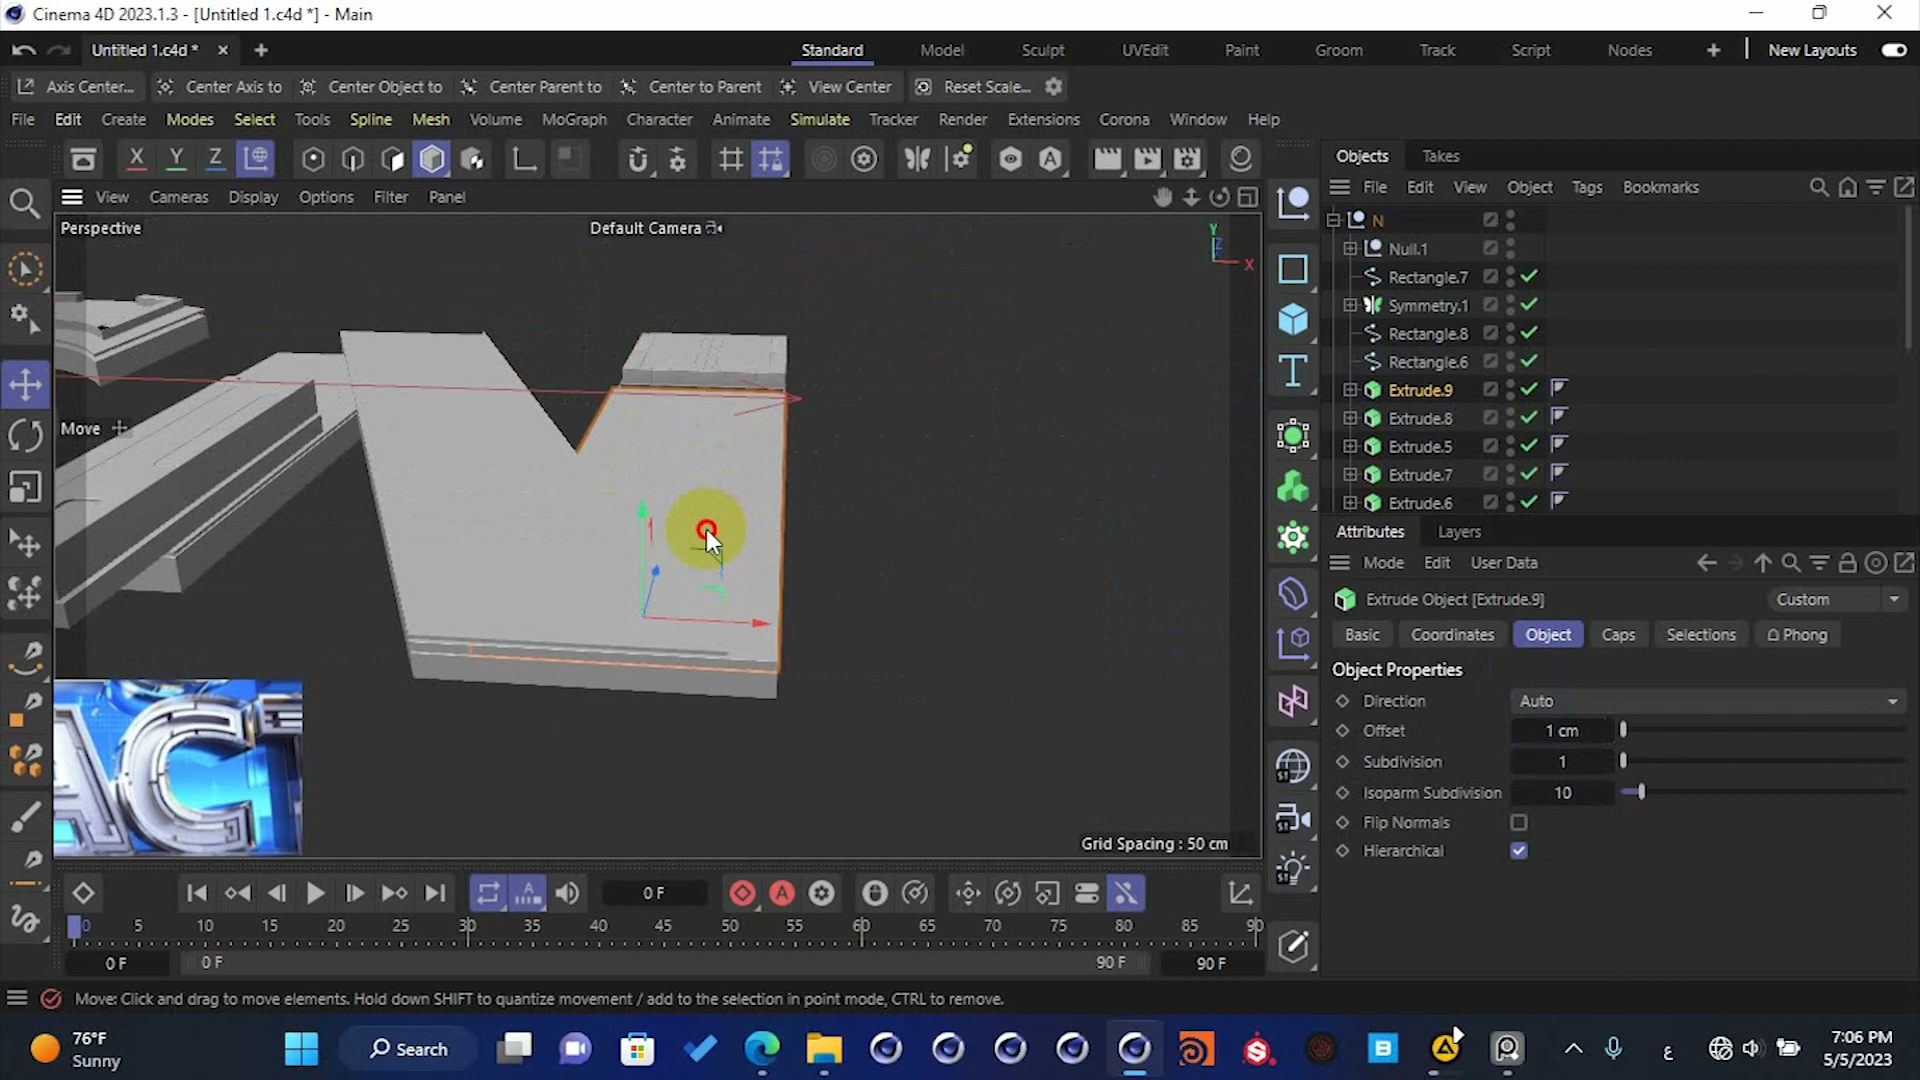 Cinema 4D 2023.1.3 - [Untitled 1.c4d *] - Main
Untitled 1.c4d *
Standard Model Sculpt UVEdit Paint Groom Track Script Nodes New Layouts
Axis Center... Center Axis to Center Object to Center Parent to Center to Parent View Center Reset Scale...
File Edit Create Modes Select Tools Spline Mesh Volume MoGraph Character Animate Simulate Tracker Render Extensions Corona Window Help
X Y Z
Objects Takes
View Cameras Display Options Filter Panel
File Edit View Object Tags Bookmarks
Perspective
Default Camera
Y
Z
X
N
Null.1
Rectangle.7
Symmetry.1
Rectangle.8
Rectangle.6
Extrude.9
Extrude.8
Extrude.5
Extrude.7
Extrude.6
Move
Attributes Layers
Mode Edit User Data
Extrude Object [Extrude.9]
Custom
Basic Coordinates Object Caps Selections Phong
Object Properties
Direction Auto
Offset 1 cm
Subdivision 1
Isoparm Subdivision 10
Flip Normals
Hierarchical
ACT
Grid Spacing : 50 cm
0 F
0 5 10 15 20 25 30 35 40 45 50 55 60 65 70 75 80 85 90
0 F 0 F 90 F 90 F
Move: Click and drag to move elements. Hold down SHIFT to quantize movement / add to the selection in point mode, CTRL to remove.
76°F
Sunny
Search
ع
7:06 PM
5/5/2023